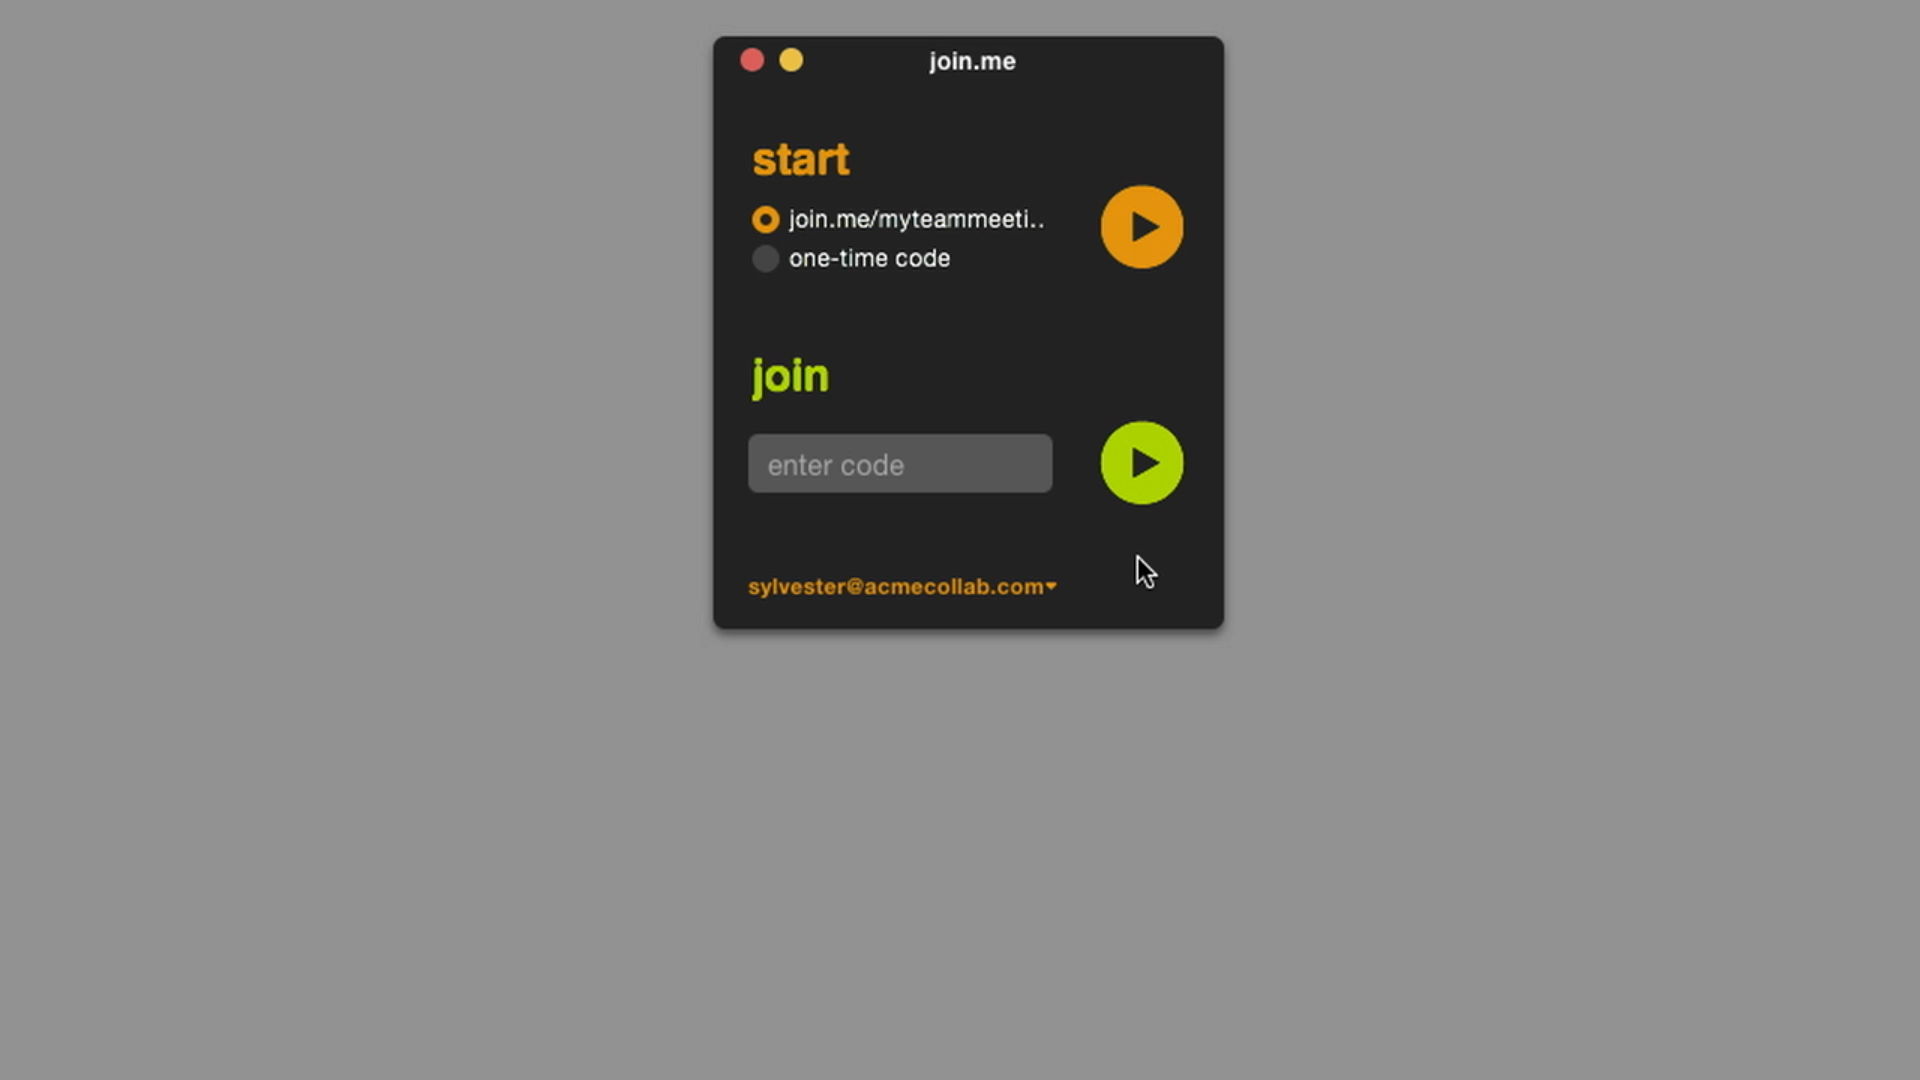 join.me
start
join.me/myteammeeti..
one-time code
join
enter code
sylvester@acmecollab.com